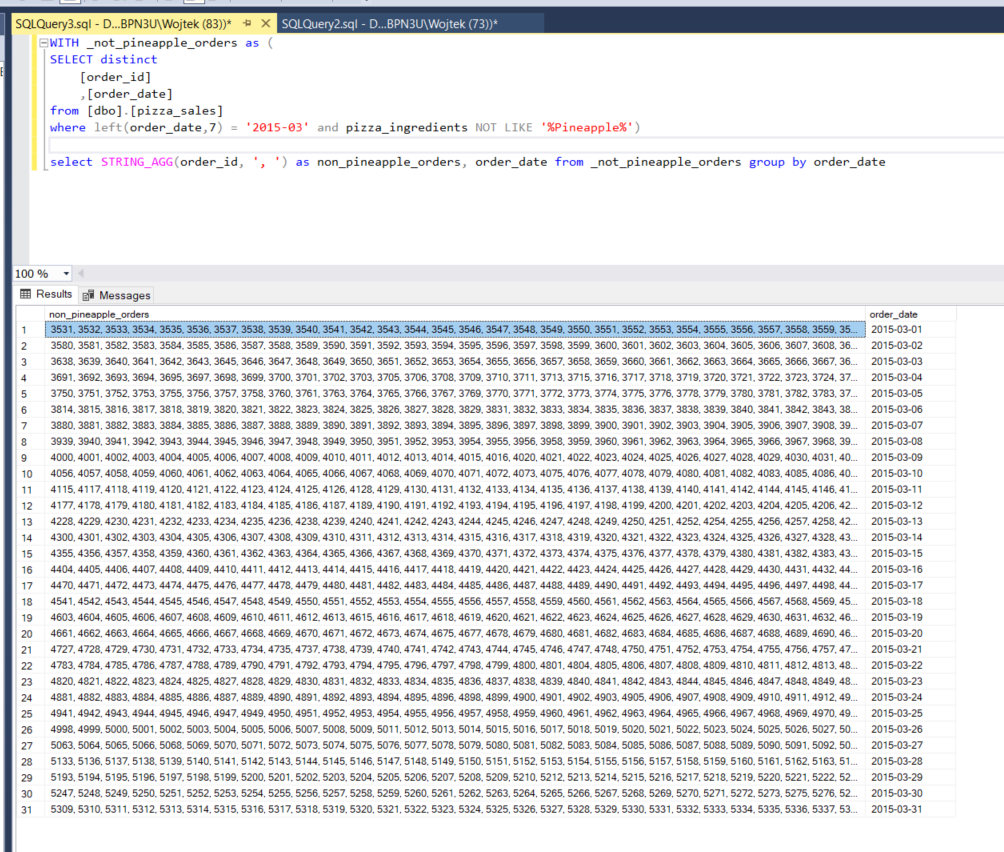 SQLQuery3.sql - D...BPN3U\Wojtek (83))* SQLQuery2.sql - D...BPN3U\Wojtek (73))*
WITH _not_pineapple_orders as (
SELECT distinct
[order_id]
,[order_date]
from [dbo].[pizza_sales]
where left(order_date,7) = '2015-03' and pizza_ingredients NOT LIKE '%Pineapple%')
select STRING_AGG(order_id, ', ') as non_pineapple_orders, order_date from _not_pineapple_orders group by order_date
100 %
Results Messages
non_pineapple_orders order_date
1 3531, 3532, 3533, 3534, 3535, 3536, 3537, 3538, 3539, 3540, 3541, 3542, 3543, 3544, 3545, 3546, 3547, 3548, 3549, 3550, 3551, 3552, 3553, 3554, 3555, 3556, 3557, 3558, 3559, 35... 2015-03-01
2 3580, 3581, 3582, 3583, 3584, 3585, 3586, 3587, 3588, 3589, 3590, 3591, 3592, 3593, 3594, 3595, 3596, 3597, 3598, 3599, 3600, 3601, 3602, 3603, 3604, 3605, 3606, 3607, 3608, 36... 2015-03-02
3 3638, 3639, 3640, 3641, 3642, 3643, 3644, 3645, 3646, 3647, 3648, 3649, 3650, 3651, 3652, 3653, 3654, 3655, 3656, 3657, 3658, 3659, 3660, 3661, 3662, 3663, 3664, 3665, 3666, 3667, 36... 2015-03-03
4 3691, 3692, 3693, 3694, 3695, 3697, 3698, 3699, 3700, 3701, 3702, 3703, 3704, 3705, 3706, 3708, 3709, 3710, 3711, 3713, 3715, 3716, 3717, 3718, 3719, 3720, 3721, 3722, 3723, 3724, 37... 2015-03-04
5 3750, 3751, 3752, 3753, 3755, 3756, 3757, 3758, 3760, 3761, 3763, 3764, 3765, 3766, 3767, 3769, 3770, 3771, 3772, 3773, 3774, 3775, 3776, 3777, 3778, 3779, 3780, 3781, 3782, 3783, 37... 2015-03-05
6 3814, 3815, 3816, 3817, 3818, 3819, 3820, 3821, 3822, 3823, 3824, 3825, 3826, 3827, 3828, 3829, 3831, 3832, 3833, 3834, 3835, 3836, 3837, 3838, 3839, 3840, 3841, 3842, 3843, 38... 2015-03-06
7 3880, 3881, 3882, 3883, 3884, 3885, 3886, 3887, 3888, 3889, 3890, 3891, 3892, 3893, 3894, 3895, 3896, 3897, 3898, 3899, 3900, 3901, 3902, 3903, 3904, 3905, 3906, 3907, 3908, 39... 2015-03-07
8 3939, 3940, 3941, 3942, 3943, 3944, 3945, 3946, 3947, 3948, 3949, 3950, 3951, 3952, 3953, 3954, 3955, 3956, 3958, 3959, 3960, 3961, 3962, 3963, 3964, 3965, 3966, 3967, 3968, 39... 2015-03-08
9 4000, 4001, 4002, 4003, 4004, 4005, 4006, 4007, 4008, 4009, 4010, 4011, 4012, 4013, 4014, 4015, 4016, 4020, 4021, 4022, 4023, 4024, 4025, 4026, 4027, 4028, 4029, 4030, 4031, 40... 2015-03-09
10 4056, 4057, 4058, 4059, 4060, 4061, 4062, 4063, 4064, 4065, 4066, 4067, 4068, 4069, 4070, 4071, 4072, 4073, 4075, 4076, 4077, 4078, 4079, 4080, 4081, 4082, 4083, 4085, 4086, 40... 2015-03-10
11 4115, 4117, 4118, 4119, 4120, 4121, 4122, 4123, 4124, 4125, 4126, 4128, 4129, 4130, 4131, 4132, 4133, 4134, 4135, 4136, 4137, 4138, 4139, 4140, 4141, 4142, 4144, 4145, 4146, 41... 2015-03-11
12 4177, 4178, 4179, 4180, 4181, 4182, 4183, 4184, 4185, 4186, 4187, 4189, 4190, 4191, 4192, 4193, 4194, 4195, 4196, 4197, 4198, 4199, 4200, 4201, 4202, 4203, 4204, 4205, 4206, 42... 2015-03-12
13 4228, 4229, 4230, 4231, 4232, 4233, 4234, 4235, 4236, 4238, 4239, 4240, 4241, 4242, 4243, 4244, 4245, 4246, 4247, 4248, 4249, 4250, 4251, 4252, 4254, 4255, 4256, 4257, 4258, 42... 2015-03-13
14 4300, 4301, 4302, 4303, 4304, 4305, 4306, 4307, 4308, 4309, 4310, 4311, 4312, 4313, 4314, 4315, 4316, 4317, 4318, 4319, 4320, 4321, 4322, 4323, 4324, 4325, 4326, 4327, 4328, 43... 2015-03-14
15 4355, 4356, 4357, 4358, 4359, 4360, 4361, 4362, 4363, 4364, 4365, 4366, 4367, 4368, 4369, 4370, 4371, 4372, 4373, 4374, 4375, 4376, 4377, 4378, 4379, 4380, 4381, 4382, 4383, 43... 2015-03-15
16 4404, 4405, 4406, 4407, 4408, 4409, 4410, 4411, 4412, 4413, 4414, 4415, 4416, 4417, 4418, 4419, 4420, 4421, 4422, 4423, 4424, 4425, 4426, 4427, 4428, 4429, 4430, 4431, 4432, 44... 2015-03-16
17 4470, 4471, 4472, 4473, 4474, 4475, 4476, 4477, 4478, 4479, 4480, 4481, 4482, 4483, 4484, 4485, 4486, 4487, 4488, 4489, 4490, 4491, 4492, 4493, 4494, 4495, 4496, 4497, 4498, 44... 2015-03-17
18 4541, 4542, 4543, 4544, 4545, 4546, 4547, 4548, 4549, 4550, 4551, 4552, 4553, 4554, 4555, 4556, 4557, 4558, 4559, 4560, 4561, 4562, 4563, 4564, 4565, 4566, 4567, 4568, 4569, 45... 2015-03-18
19 4603, 4604, 4605, 4606, 4607, 4608, 4609, 4610, 4611, 4612, 4613, 4615, 4616, 4617, 4618, 4619, 4620, 4621, 4622, 4623, 4624, 4625, 4626, 4627, 4628, 4629, 4630, 4631, 4632, 46... 2015-03-19
20 4661, 4662, 4663, 4664, 4665, 4666, 4667, 4668, 4669, 4670, 4671, 4672, 4673, 4674, 4675, 4676, 4677, 4678, 4679, 4680, 4681, 4682, 4683, 4684, 4685, 4686, 4687, 4688, 4689, 4690, 46... 2015-03-20
21 4727, 4728, 4729, 4730, 4731, 4732, 4733, 4734, 4735, 4737, 4738, 4739, 4740, 4741, 4742, 4743, 4744, 4745, 4746, 4747, 4748, 4750, 4751, 4752, 4753, 4754, 4755, 4756, 4757, 47... 2015-03-21
22 4783, 4784, 4785, 4786, 4787, 4788, 4789, 4790, 4791, 4792, 4793, 4794, 4795, 4796, 4797, 4798, 4799, 4800, 4801, 4804, 4805, 4806, 4807, 4808, 4809, 4810, 4811, 4812, 4813, 48... 2015-03-22
23 4820, 4821, 4822, 4823, 4824, 4825, 4827, 4828, 4829, 4830, 4831, 4832, 4833, 4834, 4835, 4836, 4837, 4838, 4839, 4840, 4841, 4842, 4843, 4844, 4845, 4846, 4847, 4848, 4849, 48... 2015-03-23
24 4881, 4882, 4883, 4884, 4885, 4886, 4887, 4889, 4890, 4891, 4892, 4893, 4894, 4895, 4896, 4898, 4899, 4900, 4901, 4902, 4903, 4905, 4906, 4907, 4908, 4909, 4910, 4911, 4912, 49... 2015-03-24
25 4941, 4942, 4943, 4944, 4945, 4946, 4947, 4949, 4950, 4951, 4952, 4953, 4954, 4955, 4956, 4957, 4958, 4959, 4960, 4961, 4962, 4963, 4964, 4965, 4966, 4967, 4968, 4969, 4970, 49... 2015-03-25
26 4998, 4999, 5000, 5001, 5002, 5003, 5004, 5005, 5006, 5007, 5008, 5009, 5011, 5012, 5013, 5014, 5015, 5016, 5017, 5018, 5019, 5020, 5021, 5022, 5023, 5024, 5025, 5026, 5027, 50... 2015-03-26
27 5063, 5064, 5065, 5066, 5067, 5068, 5069, 5070, 5071, 5072, 5073, 5074, 5075, 5076, 5077, 5078, 5079, 5080, 5081, 5082, 5083, 5084, 5085, 5086, 5087, 5088, 5089, 5090, 5091, 5092, 50... 2015-03-27
28 5133, 5136, 5137, 5138, 5139, 5140, 5141, 5142, 5143, 5144, 5145, 5146, 5147, 5148, 5149, 5150, 5151, 5152, 5153, 5154, 5155, 5156, 5157, 5158, 5159, 5160, 5161, 5162, 5163, 51... 2015-03-28
29 5193, 5194, 5195, 5196, 5197, 5198, 5199, 5200, 5201, 5202, 5203, 5204, 5205, 5206, 5207, 5208, 5209, 5210, 5212, 5213, 5214, 5215, 5216, 5217, 5218, 5219, 5220, 5221, 5222, 52... 2015-03-29
30 5247, 5248, 5249, 5250, 5251, 5252, 5253, 5254, 5255, 5256, 5257, 5258, 5259, 5260, 5261, 5262, 5263, 5264, 5265, 5266, 5267, 5268, 5269, 5270, 5271, 5272, 5273, 5275, 5276, 52... 2015-03-30
31 5309, 5310, 5311, 5312, 5313, 5314, 5315, 5316, 5317, 5318, 5319, 5320, 5321, 5322, 5323, 5324, 5325, 5326, 5327, 5328, 5329, 5330, 5331, 5332, 5333, 5334, 5335, 5336, 5337, 53... 2015-03-31